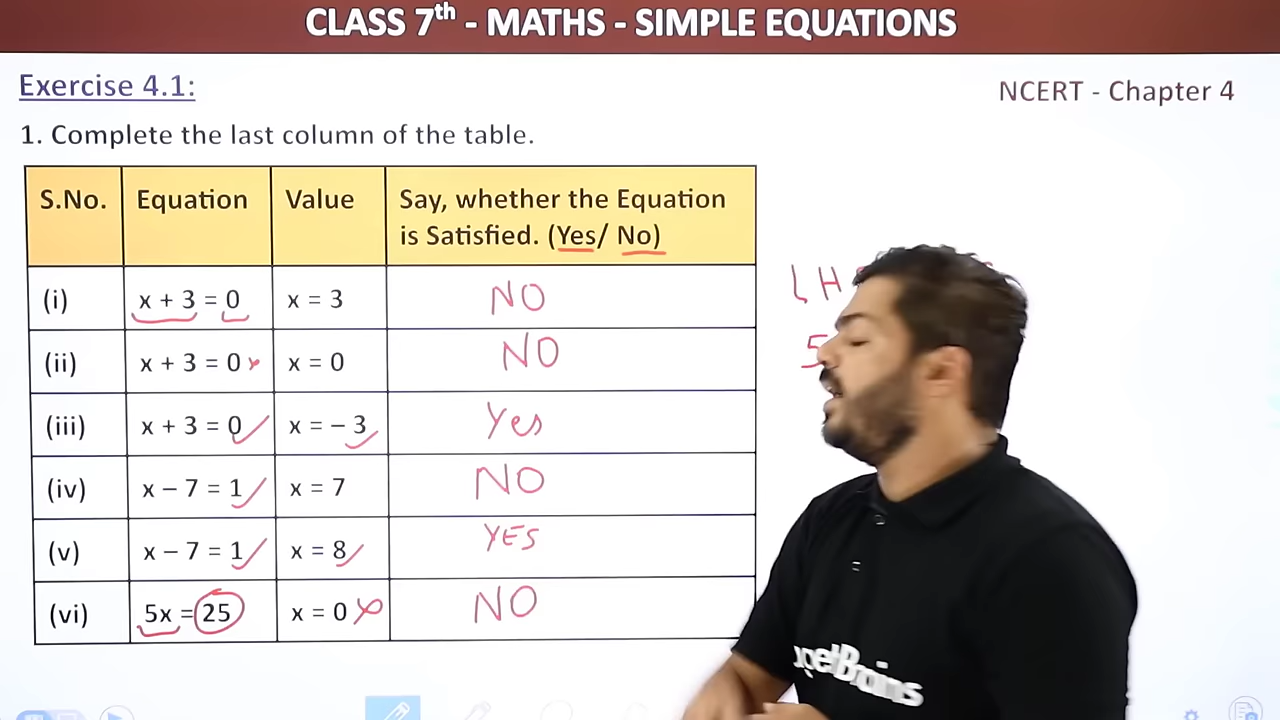 CLASS 7th - MATHS - SIMPLE EQUATIONS
Exercise 4.1:
NCERT - Chapter 4
1. Complete the last column of the table.
S.No. Equation Value Say, whether the Equation is Satisfied. (Yes/ No)
(i) x + 3 = 0 x = 3 NO
(ii) x + 3 = 0 x = 0 NO
(iii) x + 3 = 0 x = – 3 Yes
(iv) x – 7 = 1 x = 7 NO
(v) x – 7 = 1 x = 8 YES
(vi) 5x = 25 x = 0 NO
LH
5